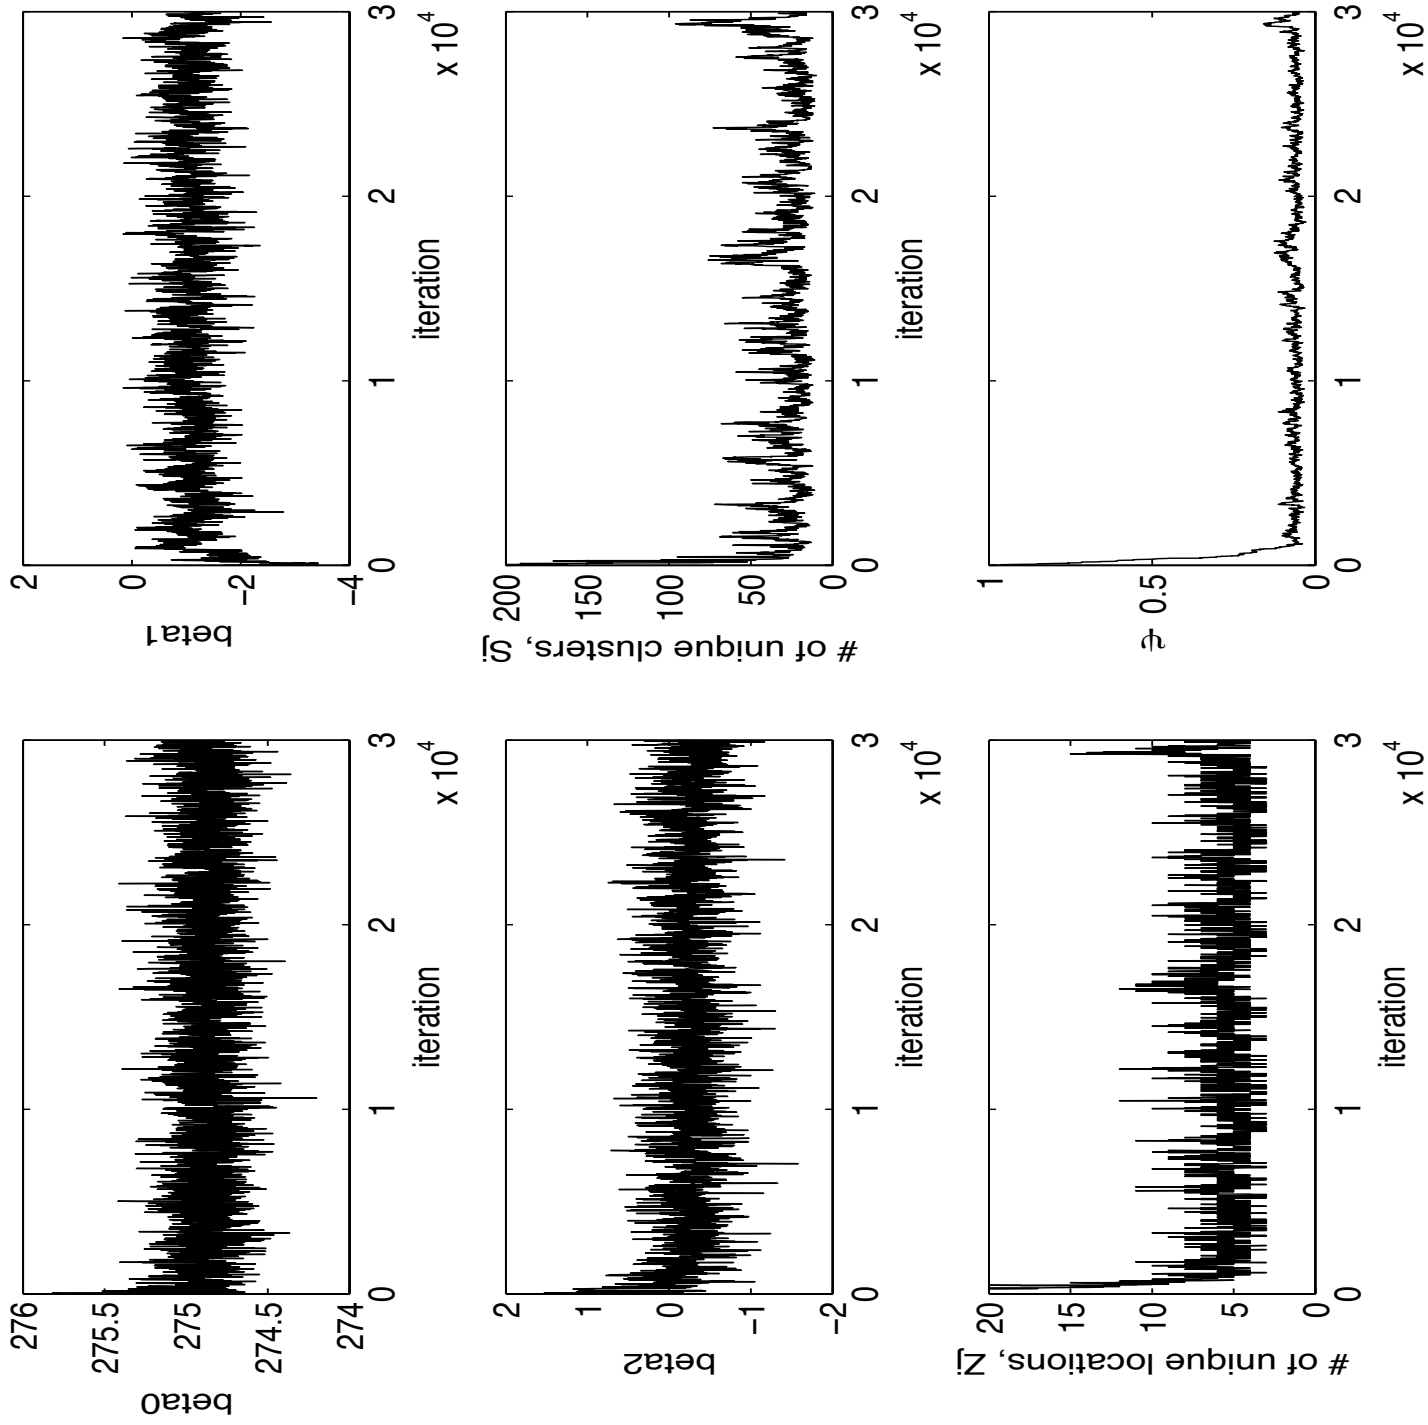 beta0
276
275.5
275
274.5
274
0 1 2 3
x 10^4
iteration
beta1
2
0
−2
−4
0 1 2 3
x 10^4
iteration
beta2
2
1
0
−1
−2
0 1 2 3
x 10^4
iteration
# of unique clusters, Sj
200
150
100
50
0
0 1 2 3
x 10^4
iteration
# of unique locations, Zj
20
15
10
5
0
0 1 2 3
x 10^4
iteration
ψ
1
0.5
0
0 1 2 3
x 10^4